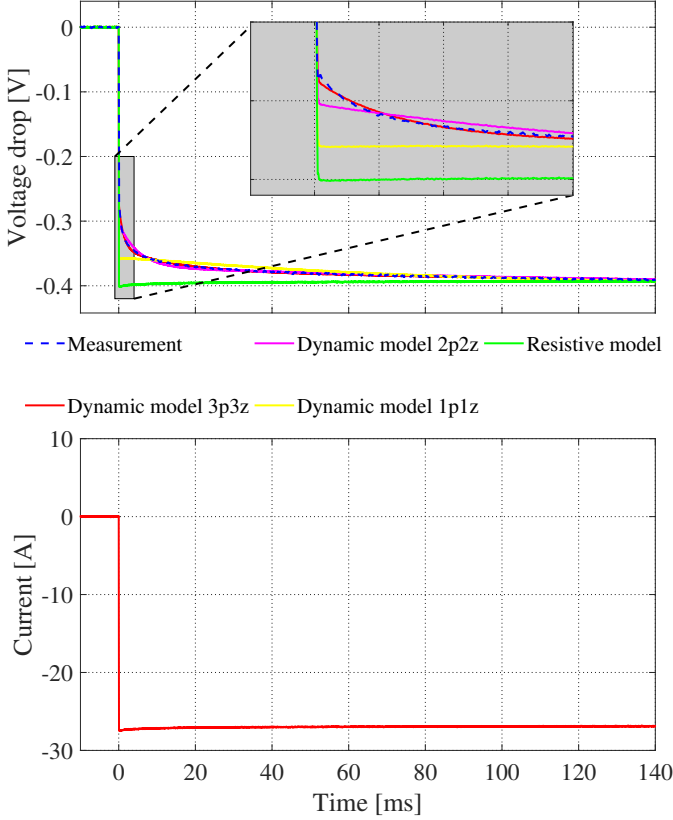 0
-0.1
-0.2
-0.3
-0.4
Voltage drop [V]
Measurement Dynamic model 2p2z Resistive model
Dynamic model 3p3z Dynamic model 1p1z
10
0
-10
-20
-30
Current [A]
0 20 40 60 80 100 120 140
Time [ms]